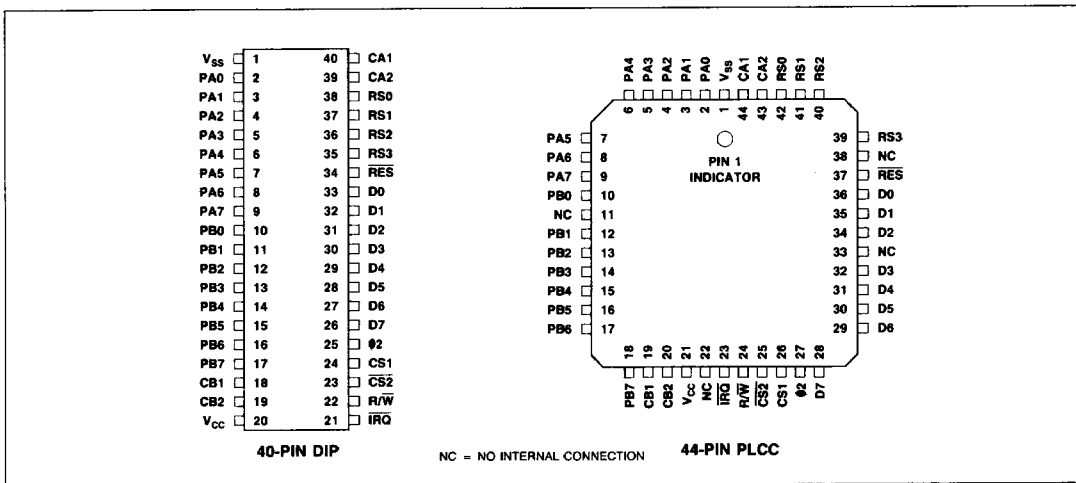 VSS 1 40 CA1
PA0 2 39 CA2
PA1 3 38 RS0
PA2 4 37 RS1
PA3 5 36 RS2
PA4 6 35 RS3
PA5 7 34 R̅E̅S̅
PA6 8 33 D0
PA7 9 32 D1
PB0 10 31 D2
PB1 11 30 D3
PB2 12 29 D4
PB3 13 28 D5
PB4 14 27 D6
PB5 15 26 D7
PB6 16 25 ϕ2
PB7 17 24 CS1
CB1 18 23 C̅S̅2̅
CB2 19 22 R/W̅
VCC 20 21 I̅R̅Q̅
40-PIN DIP
PA4 PA3 PA2 PA1 PA0 VSS CA1 CA2 RS0 RS1 RS2
6 5 4 3 2 1 44 43 42 41 40
PA5 7 39 RS3
PA6 8 38 NC
PA7 9 37 R̅E̅S̅
PB0 10 36 D0
NC 11 35 D1
PB1 12 34 D2
PB2 13 33 NC
PB3 14 32 D3
PB4 15 31 D4
PB5 16 30 D5
PB6 17 29 D6
PIN 1
INDICATOR
18 19 20 21 22 23 24 25 26 27 28
PB7 CB1 CB2 VCC NC I̅R̅Q̅ R/W̅ C̅S̅2̅ CS1 ϕ2 D7
NC = NO INTERNAL CONNECTION
44-PIN PLCC